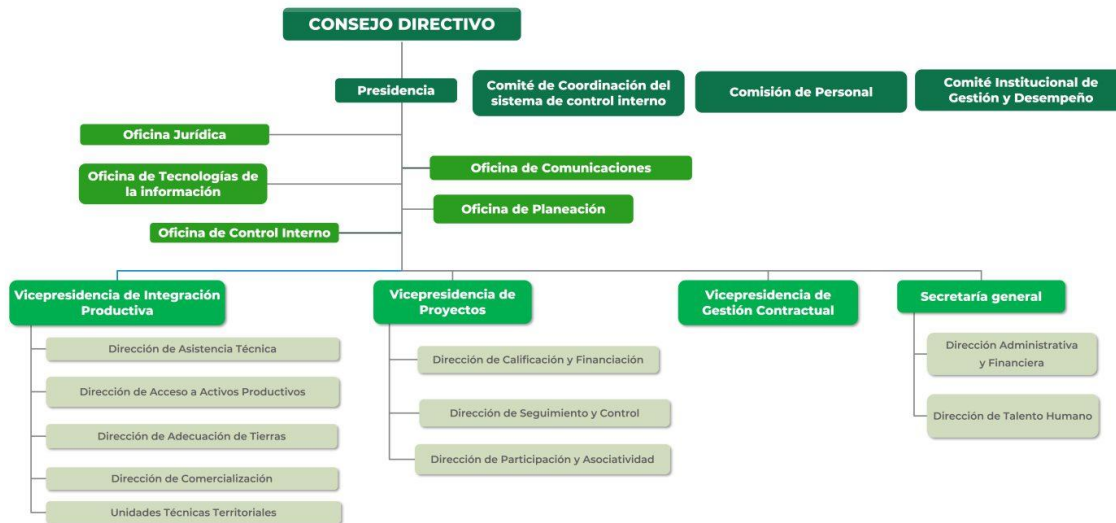 CONSEJO DIRECTIVO
Presidencia
Comité de Coordinación del
sistema de control interno
Comisión de Personal
Comité Institucional de
Gestión y Desempeño
Oficina Jurídica
Oficina de Comunicaciones
Oficina de Tecnologías de
la información
Oficina de Planeación
Oficina de Control Interno
Vicepresidencia de Integración
Productiva
Dirección de Asistencia Técnica
Dirección de Acceso a Activos Productivos
Dirección de Adecuación de Tierras
Dirección de Comercialización
Unidades Técnicas Territoriales
Vicepresidencia de
Proyectos
Dirección de Calificación y Financiación
Dirección de Seguimiento y Control
Dirección de Participación y Asociatividad
Vicepresidencia de
Gestión Contractual
Secretaría general
Dirección Administrativa
y Financiera
Dirección de Talento Humano